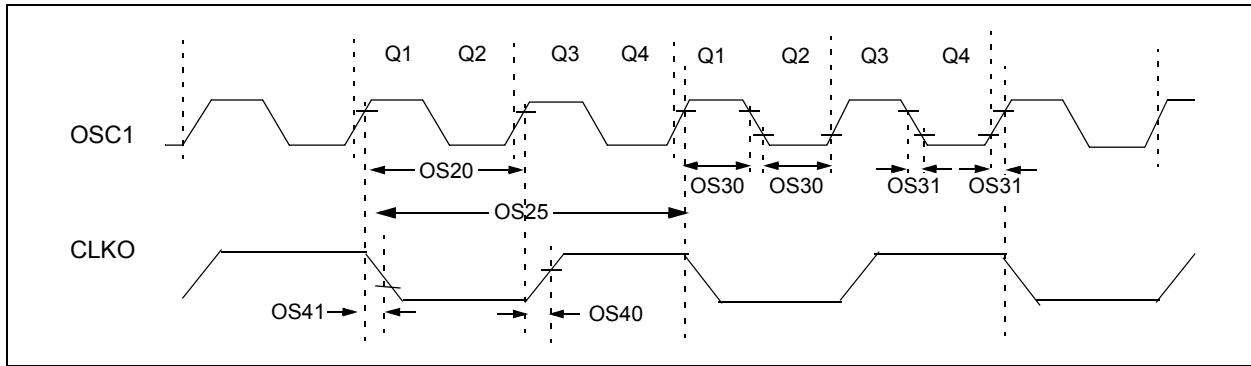 Q1 Q2 Q3 Q4 Q1 Q2 Q3 Q4
OSC1
OS20
OS30 OS30 OS31 OS31
OS25
CLKO
OS41 OS40